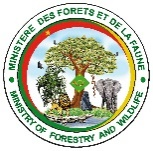 MINISTERE DES FORETS ET DE LA FAUNE
MINISTRY OF FORESTRY AND WILDLIFE